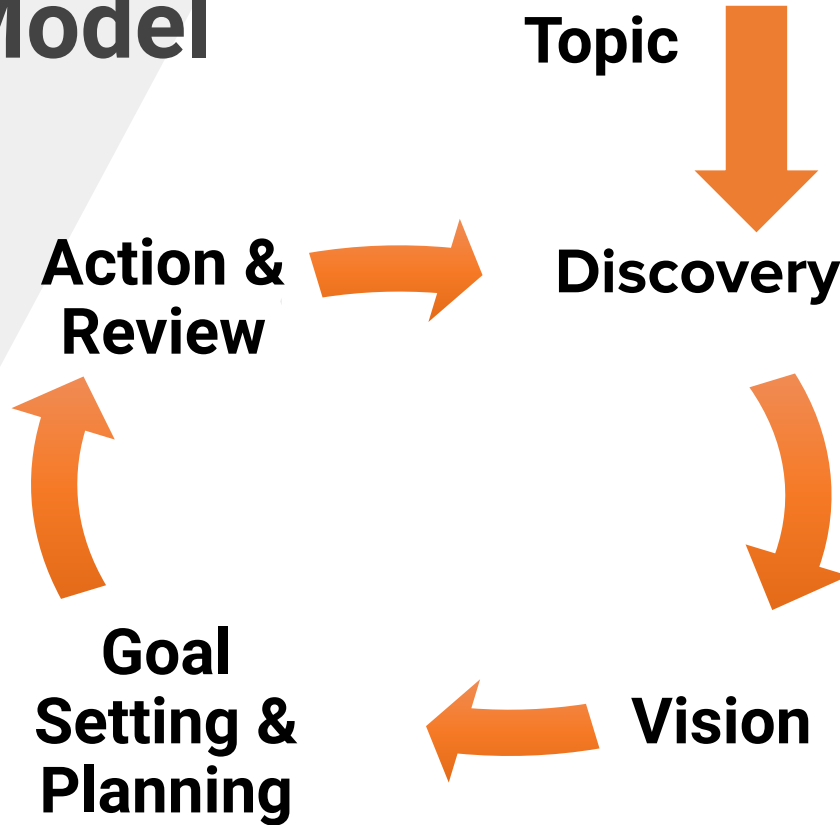 Model
Topic
Action &
Review
Discovery
Goal
Setting &
Planning
Vision